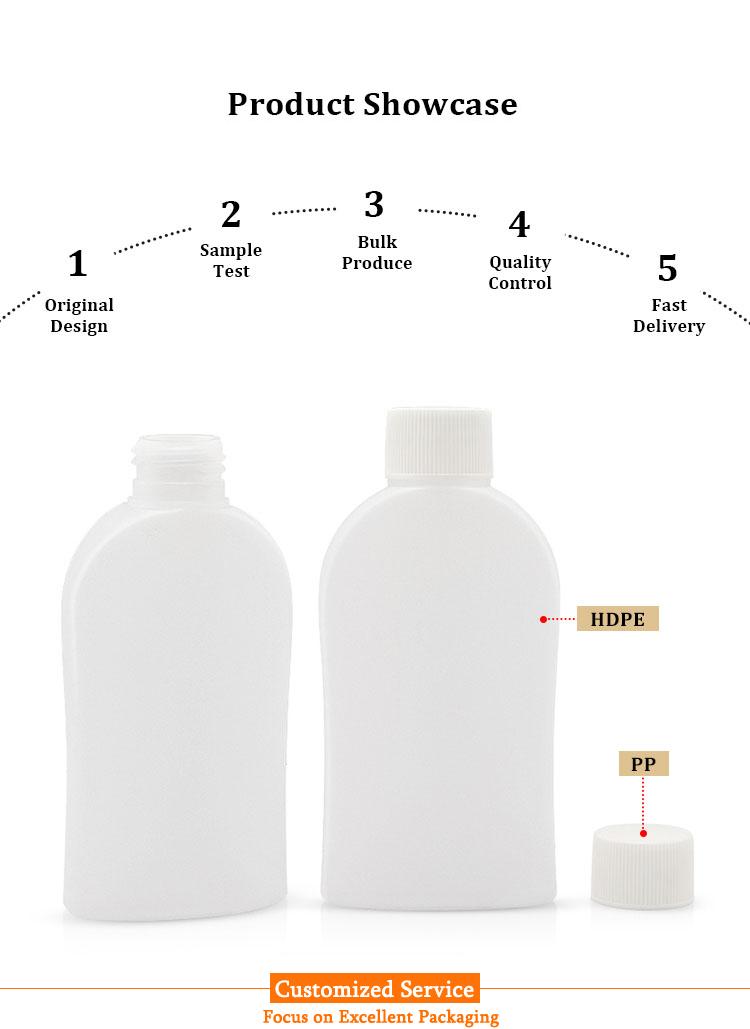 Product Showcase
1
Original
Design
2
Sample
Test
3
Bulk
Produce
4
Quality
Control
5
Fast
Delivery
HDPE
PP
Customized Service
Focus on Excellent Packaging